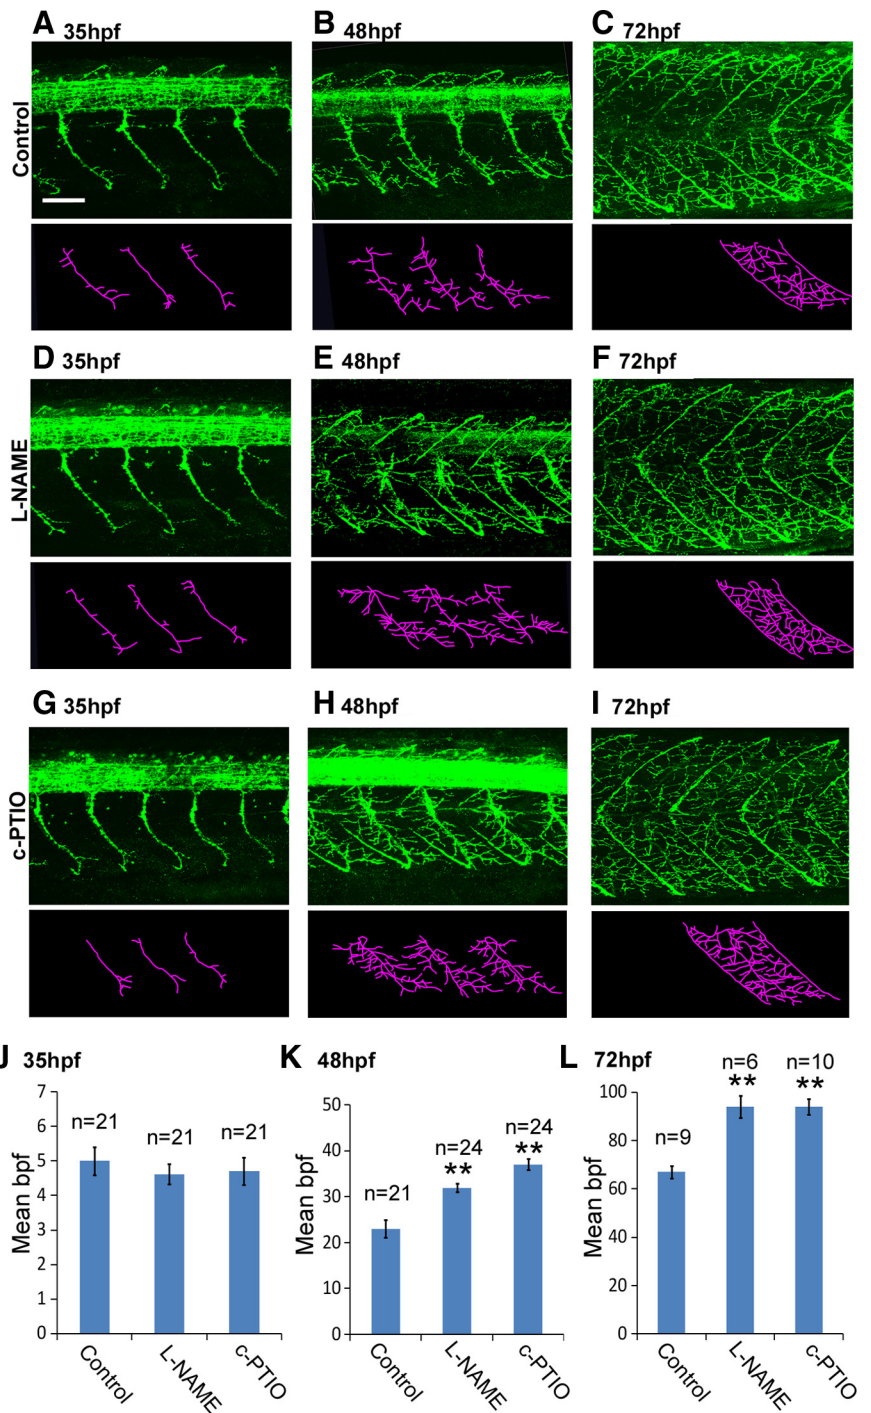 A 35hpf
B 48hpf
C 72hpf
Control
D 35hpf
E 48hpf
F 72hpf
L-NAME
G 35hpf
H 48hpf
I 72hpf
c-PTIO
J 35hpf
K 48hpf
L 72hpf
Mean bpf
7
6
5
4
3
2
1
0
n=21
n=21
n=21
Control
L-NAME
c-PTIO
Mean bpf
50
40
30
20
10
0
n=21
n=24
**
n=24
**
Control
L-NAME
c-PTIO
Mean bpf
100
80
60
40
20
0
n=9
n=6
**
n=10
**
Control
L-NAME
c-PTIO